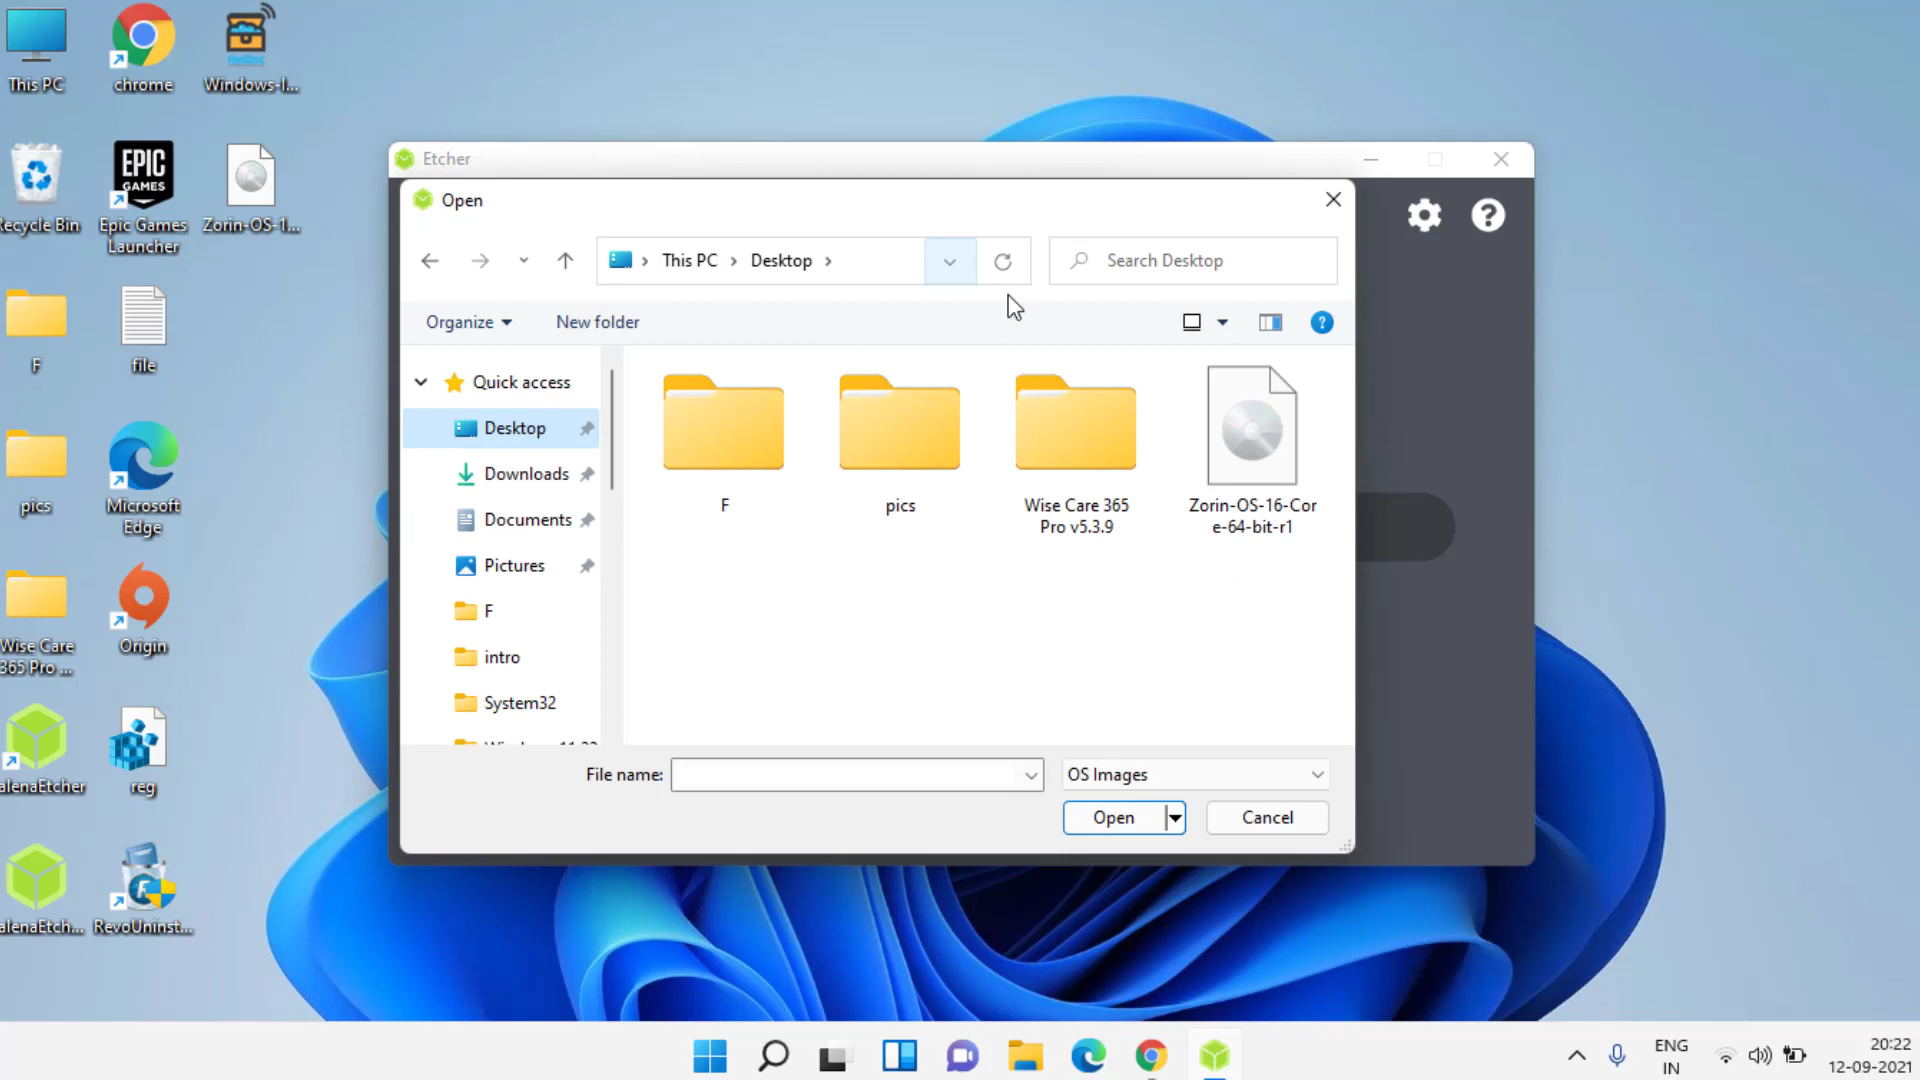 This PC
chrome
Windows-I...
Recycle Bin
EPIC
GAMES
Epic Games
Launcher
Zorin-OS-1...
F
file
pics
Microsoft
Edge
Wise Care
365 Pro ...
Origin
alenaEtcher
reg
alenaEtch...
RevoUninst...
Etcher
Open
This PC
Desktop
Search Desktop
Organize
New folder
Quick access
Desktop
Downloads
Documents
Pictures
F
intro
System32
F
pics
Wise Care 365
Pro v5.3.9
Zorin-OS-16-Cor
e-64-bit-r1
File name:
OS Images
Open
Cancel
ENG
IN
20:22
12-09-2021